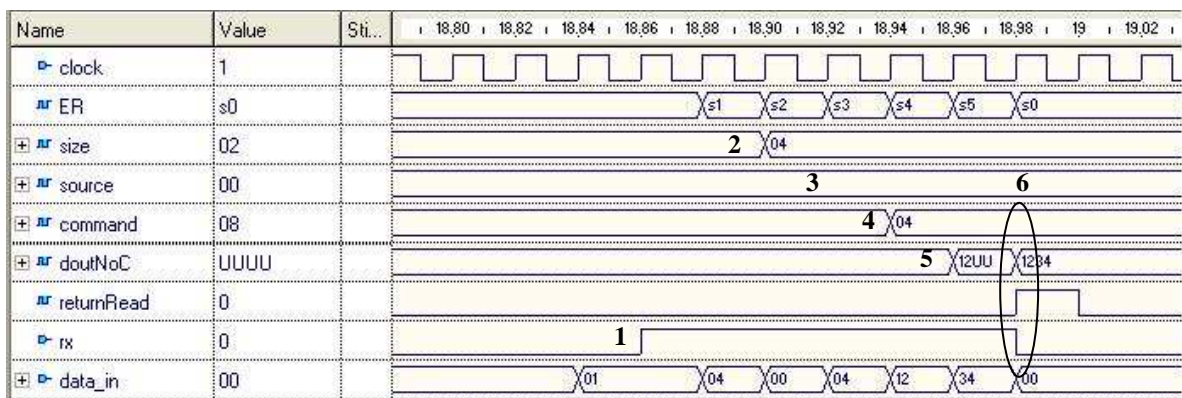 Name Value Sti... 18,80 18,82 18,84 18,86 18,88 18,90 18,92 18,94 18,96 18,98 19 19,02
clock 1
ER s0 s1 s2 s3 s4 s5 s0
size 02 2 04
source 00 3 6
command 08 4 04
doutNoC UUUU 5 12UU 1234
returnRead 0
rx 0 1
data_in 00 01 04 00 04 12 34 00